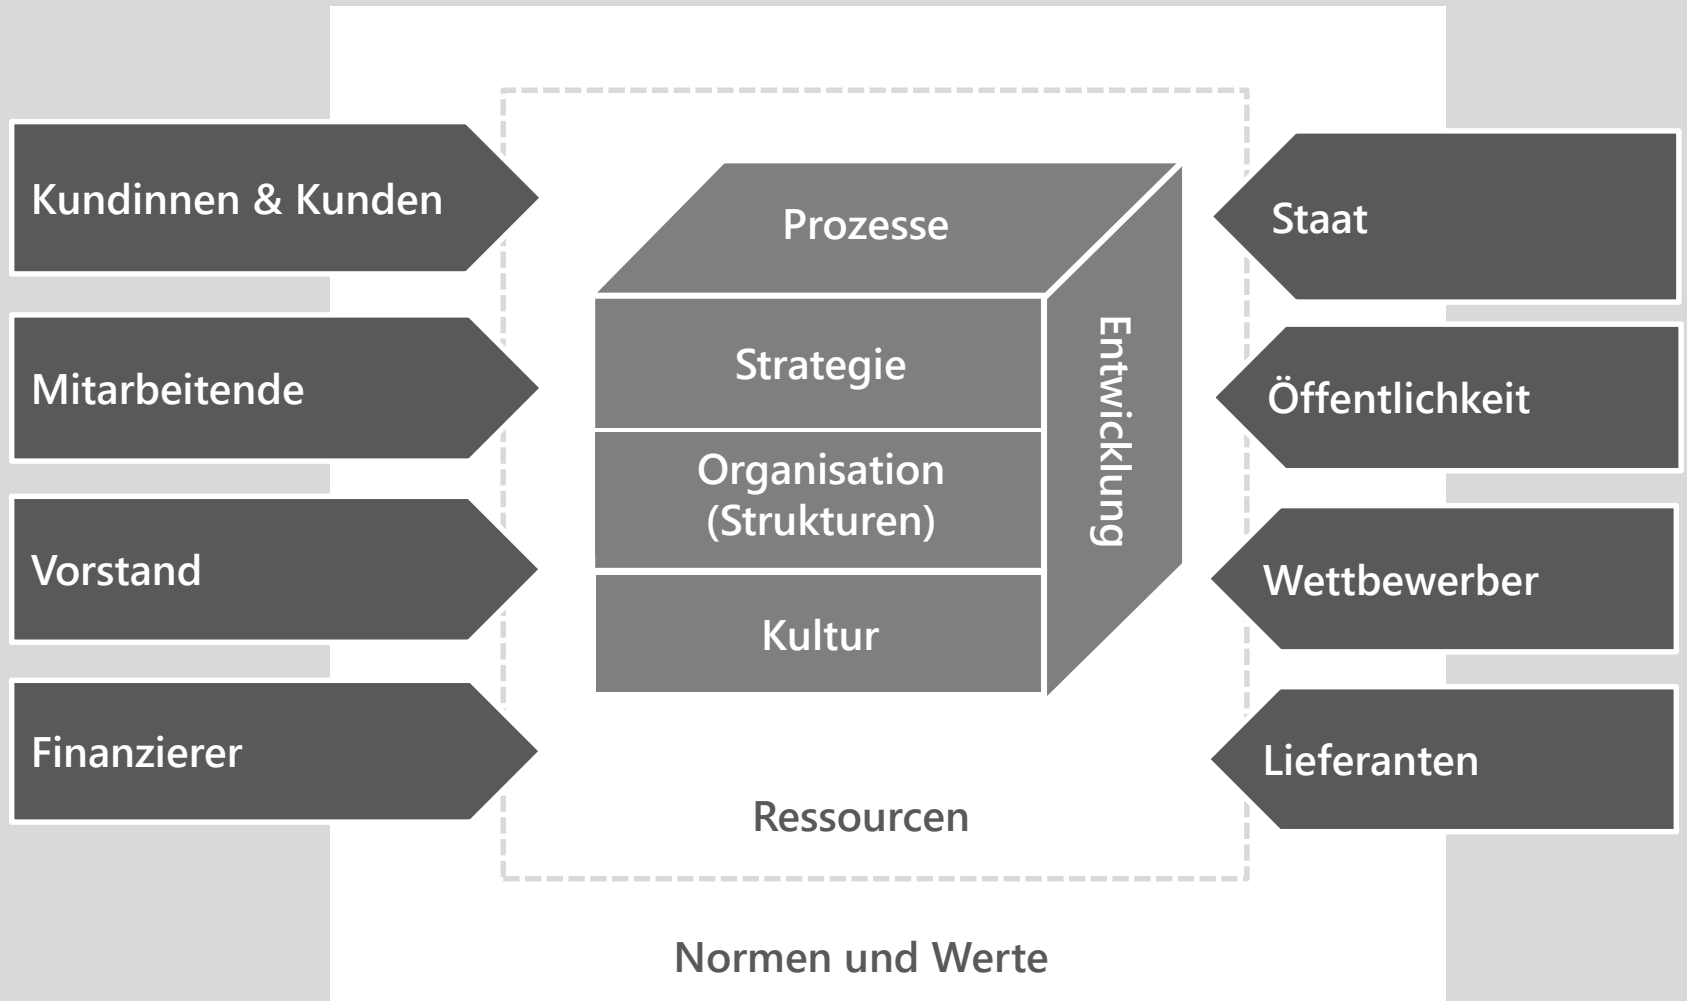 Kundinnen & Kunden
Mitarbeitende
Vorstand
Finanzierer
Prozesse
Strategie
Organisation
(Strukturen)
Kultur
Entwicklung
Ressourcen
Normen und Werte
Staat
Öffentlichkeit
Wettbewerber
Lieferanten